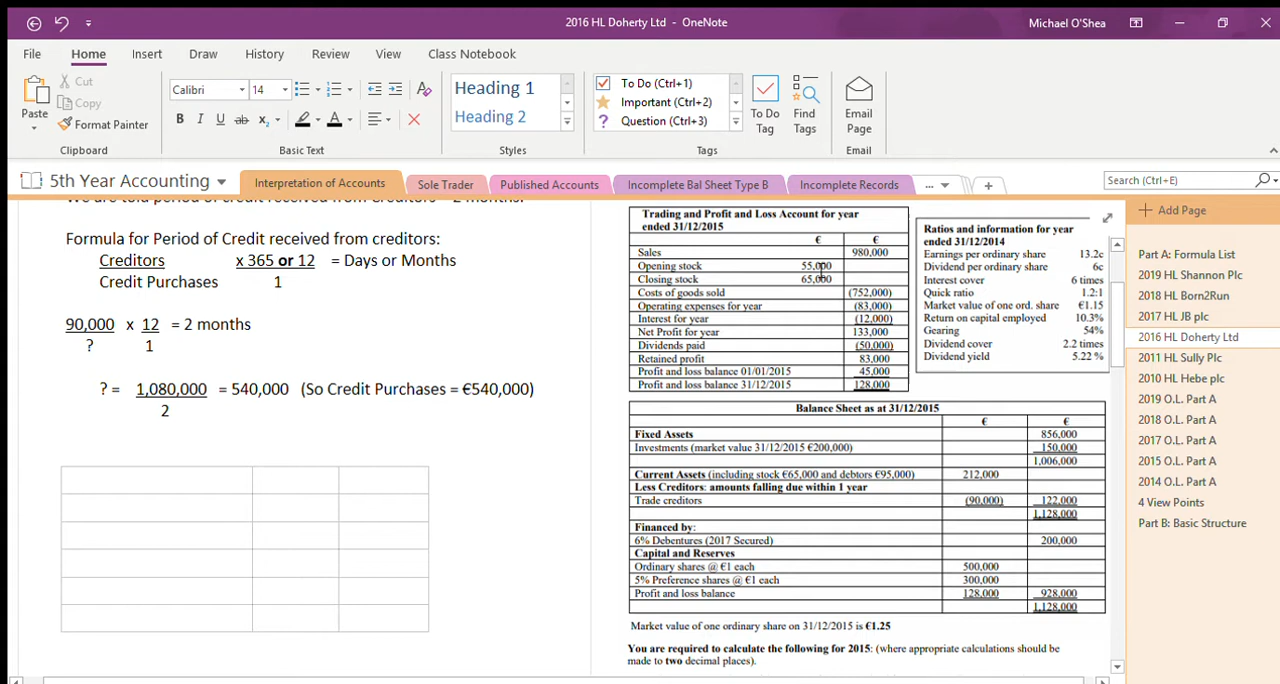 2016 HL Doherty Ltd - OneNote
Michael O'Shea
File Home Insert Draw History Review View Class Notebook
Paste
Cut
Copy
Format Painter
Clipboard
Calibri 14
B I U ab x₂ A
Basic Text
Heading 1
Heading 2
Styles
To Do (Ctrl+1)
Important (Ctrl+2)
? Question (Ctrl+3)
To Do Tag
Find Tags
Tags
Email Page
Email
5th Year Accounting
Interpretation of Accounts
Sole Trader
Published Accounts
Incomplete Bal Sheet Type B
Incomplete Records
...
+
Search (Ctrl+E)
We are told period of credit received from Creditors = 2 months.
Formula for Period of Credit received from creditors:
Creditors x 365 or 12 = Days or Months
Credit Purchases 1
90,000 x 12 = 2 months
? 1
? = 1,080,000 = 540,000 (So Credit Purchases = €540,000)
2
Trading and Profit and Loss Account for year
ended 31/12/2015
€ €
Sales 980,000
Opening stock 55,000
Closing stock 65,000
Costs of goods sold (752,000)
Operating expenses for year (83,000)
Interest for year (12,000)
Net Profit for year 133,000
Dividends paid (50,000)
Retained profit 83,000
Profit and loss balance 01/01/2015 45,000
Profit and loss balance 31/12/2015 128,000
Ratios and information for year
ended 31/12/2014
Earnings per ordinary share 13.2c
Dividend per ordinary share 6c
Interest cover 6 times
Quick ratio 1.2:1
Market value of one ord. share €1.15
Return on capital employed 10.3%
Gearing 54%
Dividend cover 2.2 times
Dividend yield 5.22 %
Balance Sheet as at 31/12/2015
€ €
Fixed Assets 856,000
Investments (market value 31/12/2015 €200,000) 150,000
1,006,000
Current Assets (including stock €65,000 and debtors €95,000) 212,000
Less Creditors: amounts falling due within 1 year
Trade creditors (90,000) 122,000
1,128,000
Financed by:
6% Debentures (2017 Secured) 200,000
Capital and Reserves
Ordinary shares @ €1 each 500,000
5% Preference shares @ €1 each 300,000
Profit and loss balance 128,000 928,000
1,128,000
Market value of one ordinary share on 31/12/2015 is €1.25
You are required to calculate the following for 2015: (where appropriate calculations should be
made to two decimal places).
Add Page
Part A: Formula List
2019 HL Shannon Plc
2018 HL Born2Run
2017 HL JB plc
2016 HL Doherty Ltd
2011 HL Sully Plc
2010 HL Hebe plc
2019 O.L. Part A
2018 O.L. Part A
2017 O.L. Part A
2015 O.L. Part A
2014 O.L. Part A
4 View Points
Part B: Basic Structure